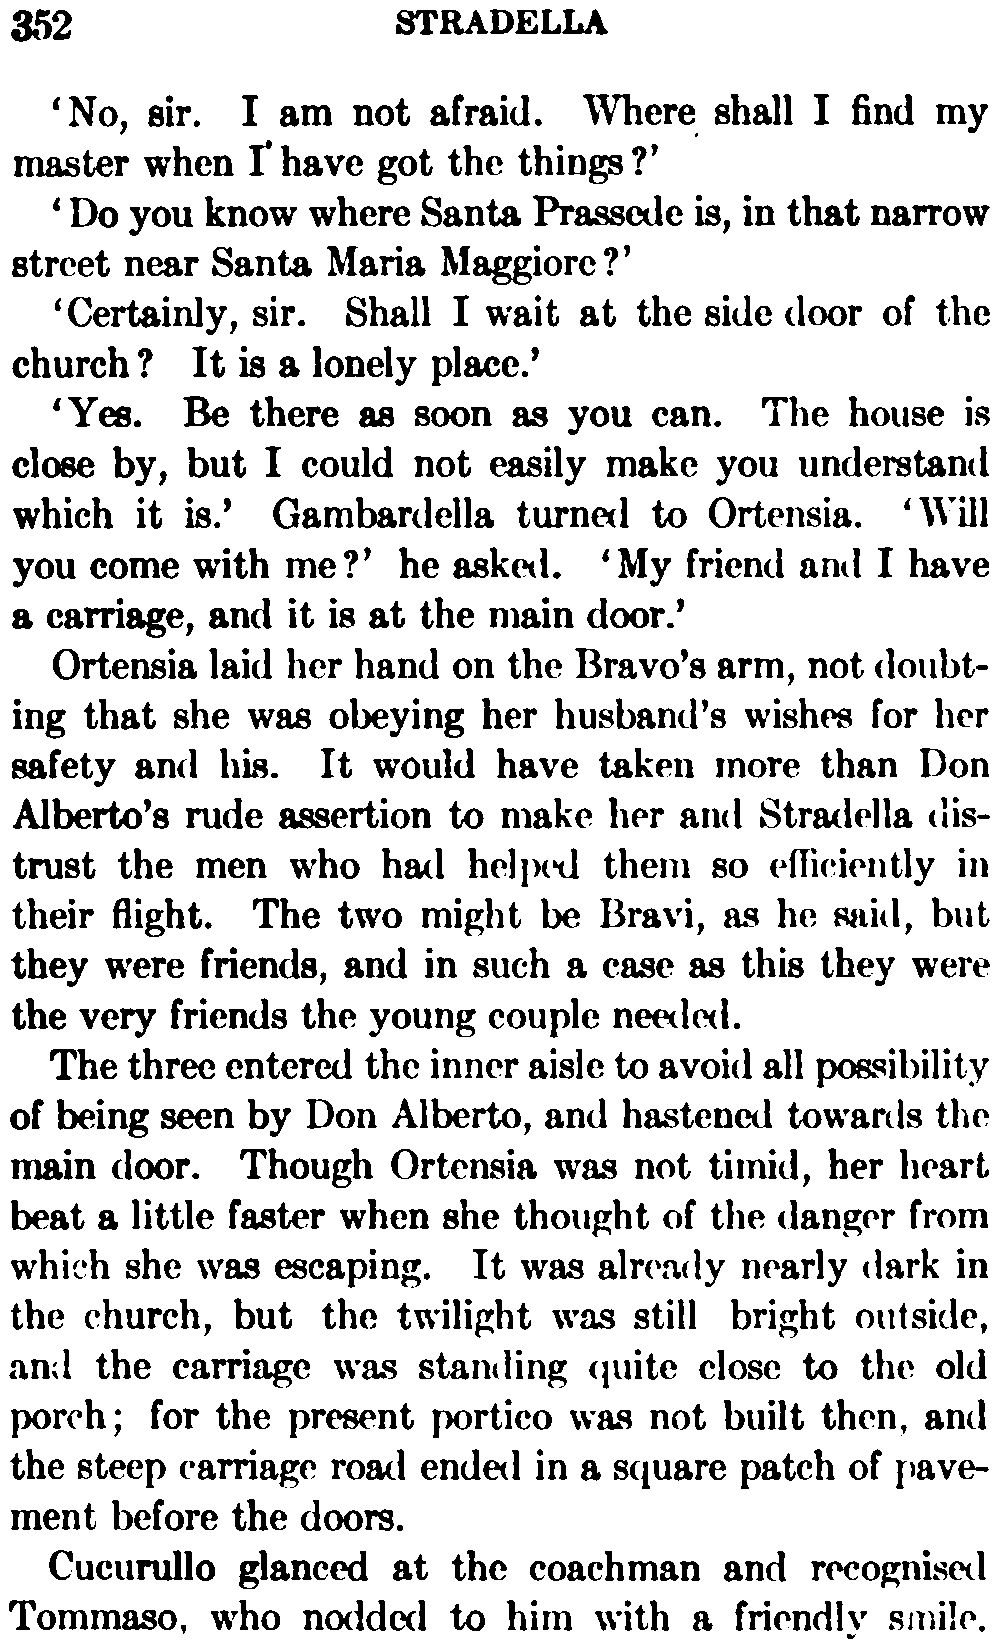 352 STRADELLA
‘No, sir. I am not afraid. Where shall I find my
master when I have got the things?’
‘Do you know where Santa Prassede is, in that narrow
street near Santa Maria Maggiore?’
‘Certainly, sir. Shall I wait at the side door of the
church? It is a lonely place.’
‘Yes. Be there as soon as you can. The house is
close by, but I could not easily make you understand
which it is.’ Gambardella turned to Ortensia. ‘Will
you come with me?’ he asked. ‘My friend and I have
a carriage, and it is at the main door.’
Ortensia laid her hand on the Bravo’s arm, not doubt-
ing that she was obeying her husband’s wishes for her
safety and his. It would have taken more than Don
Alberto’s rude assertion to make her and Stradella dis-
trust the men who had helped them so efficiently in
their flight. The two might be Bravi, as he said, but
they were friends, and in such a case as this they were
the very friends the young couple needed.
The three entered the inner aisle to avoid all possibility
of being seen by Don Alberto, and hastened towards the
main door. Though Ortensia was not timid, her heart
beat a little faster when she thought of the danger from
which she was escaping. It was already nearly dark in
the church, but the twilight was still bright outside,
and the carriage was standing quite close to the old
porch; for the present portico was not built then, and
the steep carriage road ended in a square patch of pave-
ment before the doors.
Cucurullo glanced at the coachman and recognised
Tommaso, who nodded to him with a friendly smile.